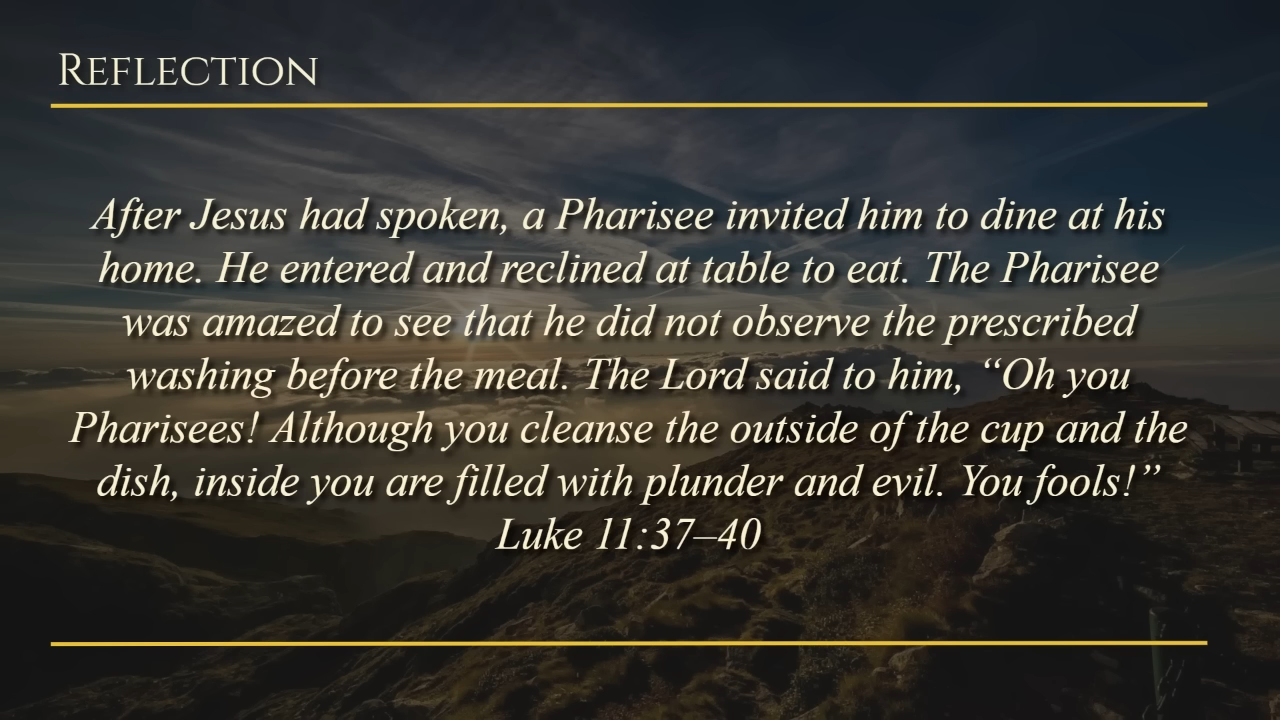 Reflection
After Jesus had spoken, a Pharisee invited him to dine at his
home. He entered and reclined at table to eat. The Pharisee
was amazed to see that he did not observe the prescribed
washing before the meal. The Lord said to him, “Oh you
Pharisees! Although you cleanse the outside of the cup and the
dish, inside you are filled with plunder and evil. You fools!”
Luke 11:37–40